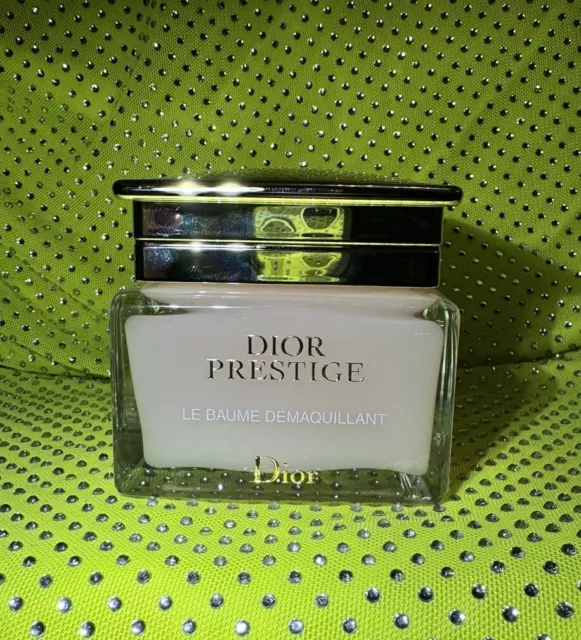 DIOR
PRESTIGE
LE BAUME DÉMAQUILLANT
Dior